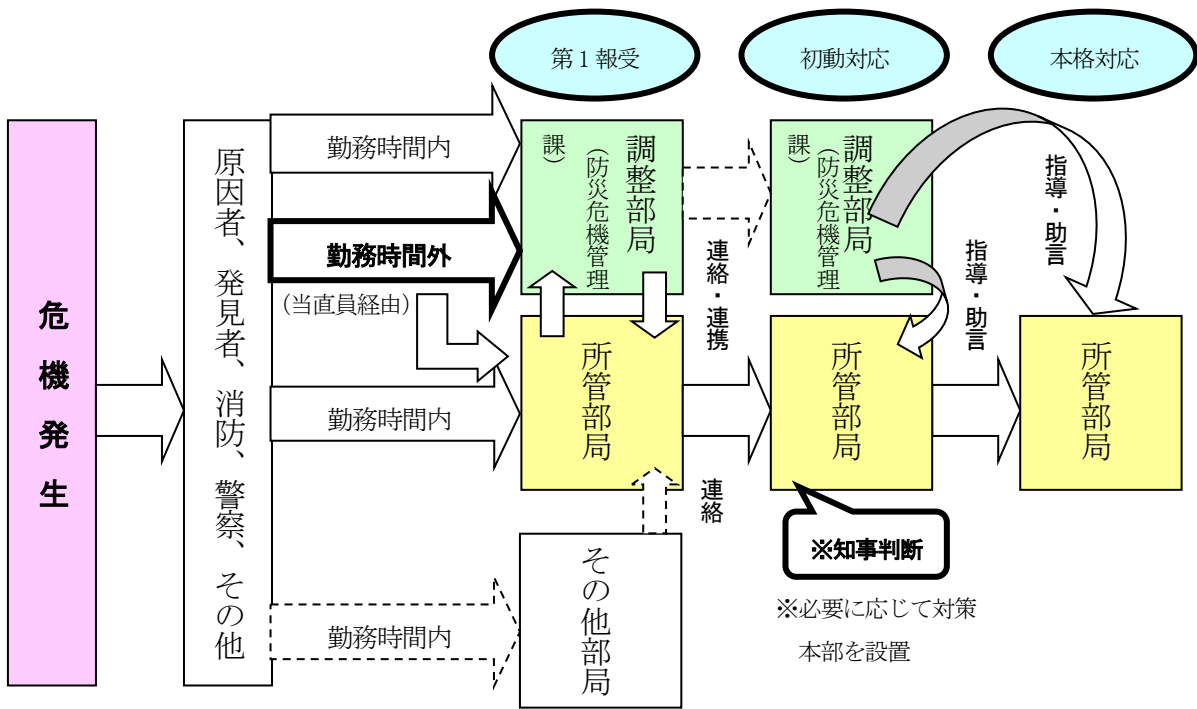 第1報受
初動対応
本格対応
危機発生
原因者、発見者、消防、警察、その他
勤務時間内
勤務時間外
(当直員経由)
勤務時間内
勤務時間内
調整部局
(防災危機管理
課)
連絡・連携
調整部局
(防災危機管理
課)
指導・助言
指導・助言
所管部局
所管部局
所管部局
連絡
その他部局
※知事判断
※必要に応じて対策
本部を設置